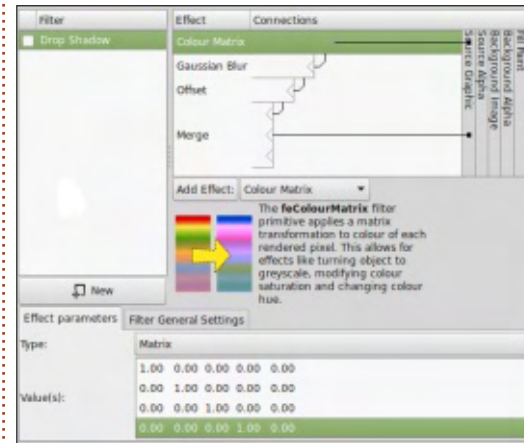 Filter
Drop Shadow
New
Effect Connections
Colour Matrix
Gaussian Blur
Offset
Merge
Source Graphic
Source Alpha
Background Image
Background Alpha
Fill Paint
Add Effect: Colour Matrix
The feColourMatrix filter
primitive applies a matrix
transformation to colour of each
rendered pixel. This allows for
effects like turning object to
greyscale, modifying colour
saturation and changing colour
hue.
Effect parameters Filter General Settings
Type: Matrix
Value(s):
1.00 0.00 0.00 0.00 0.00
0.00 1.00 0.00 0.00 0.00
0.00 0.00 1.00 0.00 0.00
0.00 0.00 0.00 1.00 0.00